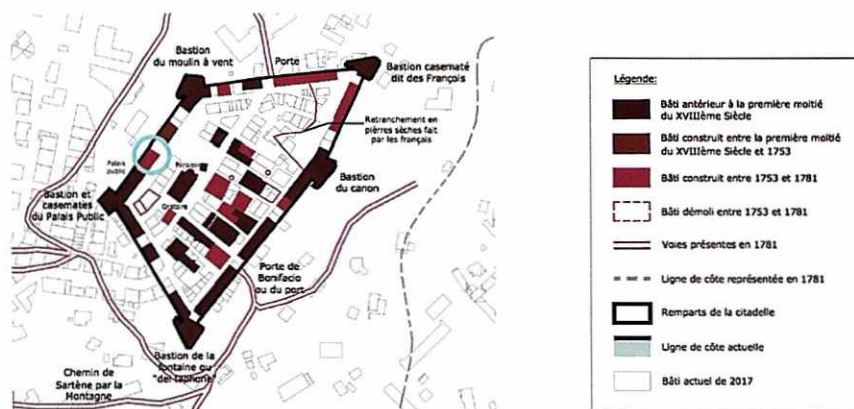 Bastion
du moulin à vent
Porte
Bastion casematé
dit des François
Retranchement en
pièrres sèches fait
par les français
Palais
public
Paroisse
Bastion
du canon
Bastion et
casemates
du Palais Public
Oratoire
Porte de
Bonifacio
ou du port
Bastion de la
fontaine ou
Chemin de
Sartène par la
Montagne
Légende:
Bâti antérieur à la première moitié
du XVIIIème Siècle
Bâti construit entre la première moitié
du XVIIIème Siècle et 1753
Bâti construit entre 1753 et 1781
Bâti démoli entre 1753 et 1781
Voies présentes en 1781
Ligne de côte représentée en 1781
Remparts de la citadelle
Ligne de côte actuelle
Bâti actuel de 2017